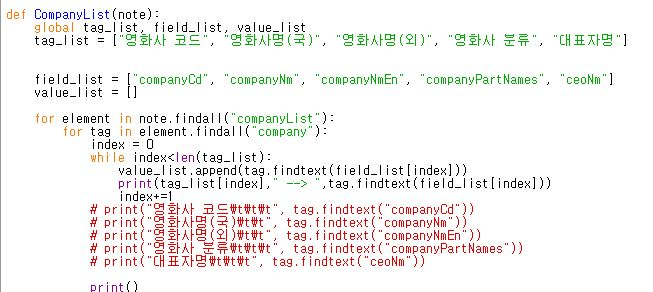 def CompanyList(note):
    global tag_list, field_list, value_list
    tag_list = ["영화사 코드", "영화사명(국)", "영화사명(외)", "영화사 분류", "대표자명"]
    field_list = ["companyCd", "companyNm", "companyNmEn", "companyPartNames", "ceoNm"]
    value_list = []
    for element in note.findall("companyList"):
        for tag in element.findall("company"):
            index = 0
            while index<len(tag_list):
                value_list.append(tag.findtext(field_list[index]))
                print(tag_list[index]," --> ",tag.findtext(field_list[index]))
                index+=1
            # print("영화사 코드₩t₩t₩t", tag.findtext("companyCd"))
            # print("영화사명(국)₩t₩t", tag.findtext("companyNm"))
            # print("영화사명(외)₩t₩t", tag.findtext("companyNmEn"))
            # print("영화사 분류₩t₩t₩t", tag.findtext("companyPartNames"))
            # print("대표자명₩t₩t₩t", tag.findtext("ceoNm"))
            print()